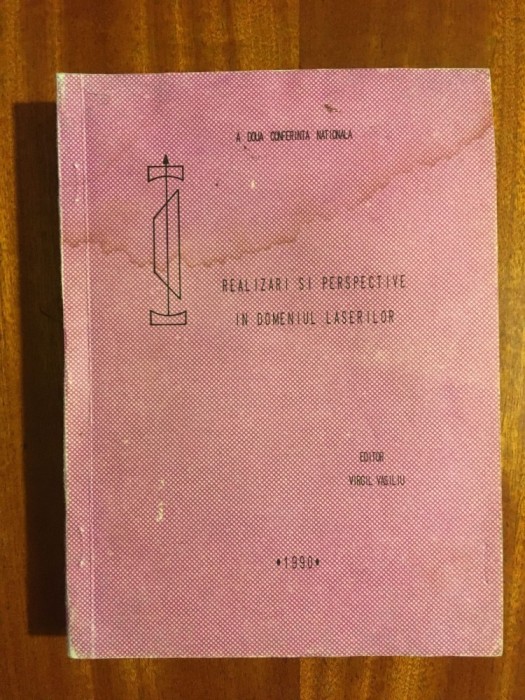 A DOUA CONFERINTA NATIONALA
REALIZARI SI PERSPECTIVE
IN DOMENIUL LASERILOR
EDITOR
VIRGIL VASILIU
*1990*